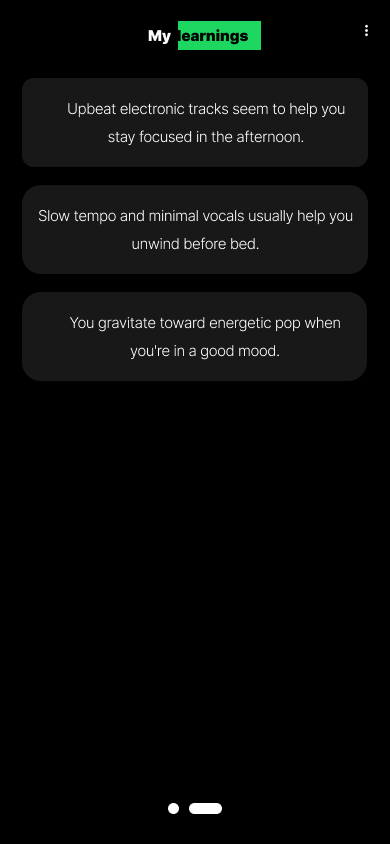 My learnings
Upbeat electronic tracks seem to help you
stay focused in the afternoon.
Slow tempo and minimal vocals usually help you
unwind before bed.
You gravitate toward energetic pop when
you're in a good mood.